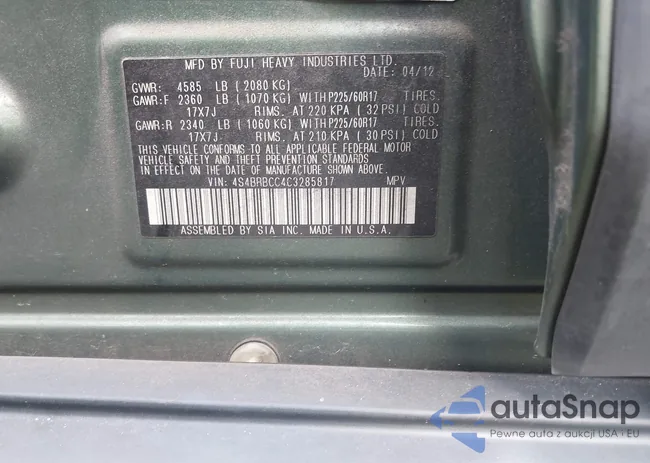 MFD BY FUJI HEAVY INDUSTRIES LTD.
DATE: 04/12
GVWR: 4585 LB ( 2080 KG)
GAWR:F 2360 LB ( 1070 KG) WITH P225/60R17 TIRES.
17X7J RIMS. AT 220 KPA ( 32 PSI) COLD
GAWR:R 2340 LB ( 1060 KG) WITH P225/60R17 TIRES.
17X7J RIMS. AT 210 KPA ( 30 PSI) COLD
THIS VEHICLE CONFORMS TO ALL APPLICABLE FEDERAL MOTOR
VEHICLE SAFETY AND THEFT PREVENTION STANDARDS
IN EFFECT ON THE DATE OF MANUFACTURE SHOWN ABOVE.
VIN: 4S4BRBCC4C3285817 MPV
ASSEMBLED BY SIA INC. MADE IN U.S.A.
autaSnap
Pewne auta z aukcji USA i EU